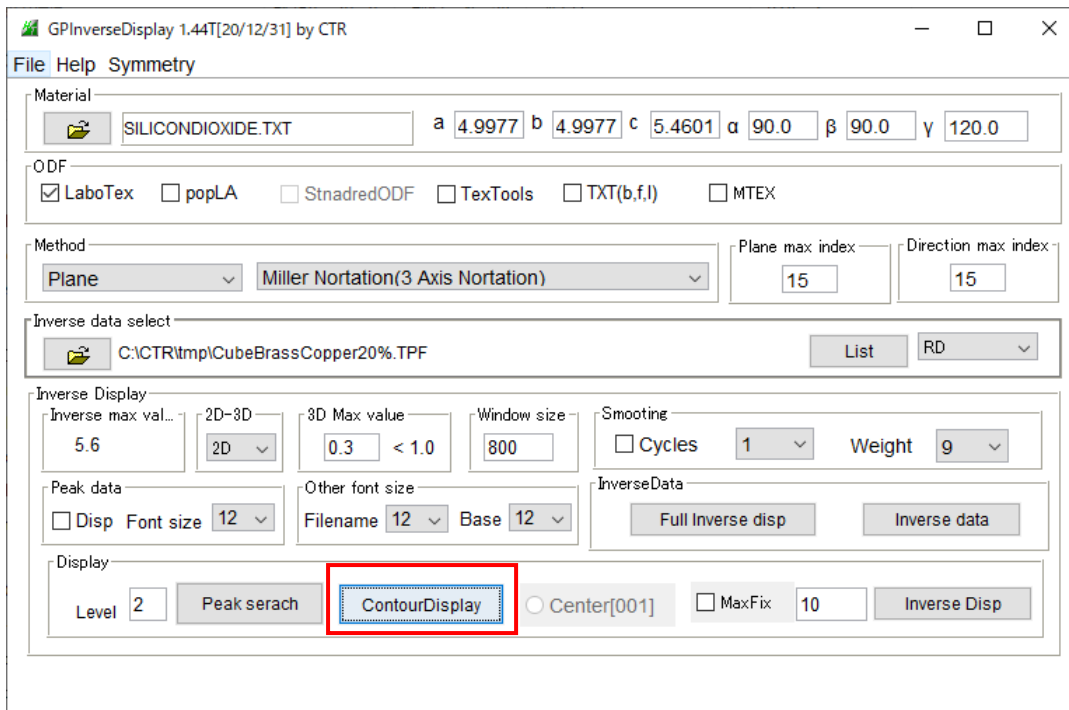 GPInverseDisplay 1.44T[20/12/31] by CTR
File Help Symmetry
Material
SILICONDIOXIDE.TXT a 4.9977 b 4.9977 c 5.4601 α 90.0 β 90.0 γ 120.0
ODF
LaboTex popLA StnadredODF TexTools TXT(b,f,l) MTEX
Method Plane max index Direction max index
Plane Miller Nortation(3 Axis Nortation) 15 15
Inverse data select
C:\CTR\tmp\CubeBrassCopper20%.TPF List RD
Inverse Display
Inverse max val... 2D-3D 3D Max value Window size Smooting
5.6 2D 0.3 < 1.0 800 Cycles 1 Weight 9
Peak data Other font size InverseData
Disp Font size 12 Filename 12 Base 12 Full Inverse disp Inverse data
Display
Level 2 Peak serach ContourDisplay Center[001] MaxFix 10 Inverse Disp